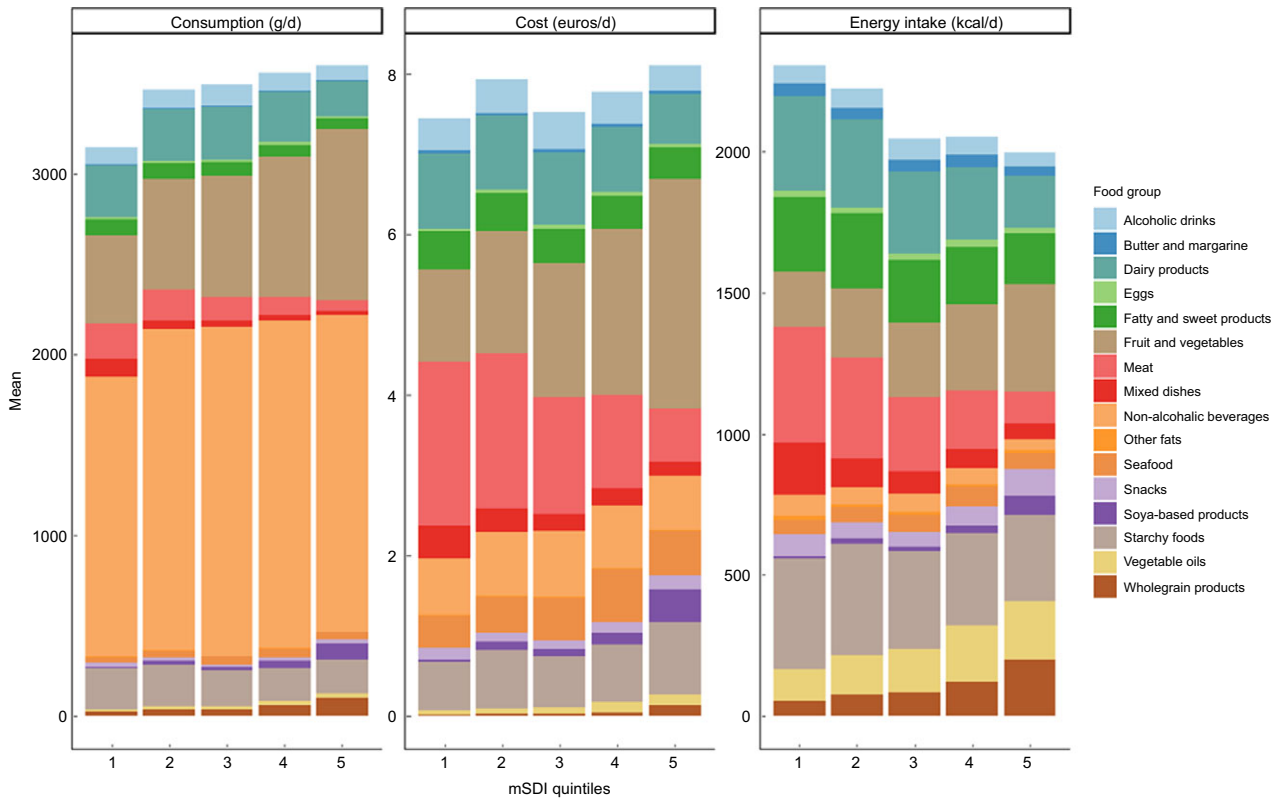 Consumption (g/d)
Cost (euros/d)
Energy intake (kcal/d)
Mean
3000
2000
1000
0
8
6
4
2
0
2000
1500
1000
500
0
1 2 3 4 5
1 2 3 4 5
1 2 3 4 5
mSDI quintiles
Food group
Alcoholic drinks
Butter and margarine
Dairy products
Eggs
Fatty and sweet products
Fruit and vegetables
Meat
Mixed dishes
Non-alcoholic beverages
Other fats
Seafood
Snacks
Soya-based products
Starchy foods
Vegetable oils
Wholegrain products